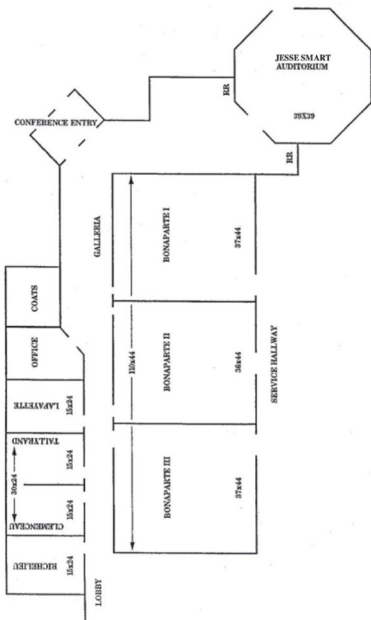 JESSE SMART
AUDITORIUM
39X39
RR
RR
CONFERENCE ENTRY
GALLERIA
BONAPARTE I
37x44
COATS
OFFICE
LAFAYETTE
15x24
TALLYRAND
15x24
30x24
CLEMENCEAU
15x24
RICHELIEU
15x24
LOBBY
BONAPARTE II
36x44
110x44
BONAPARTE III
37x44
SERVICE HALLWAY